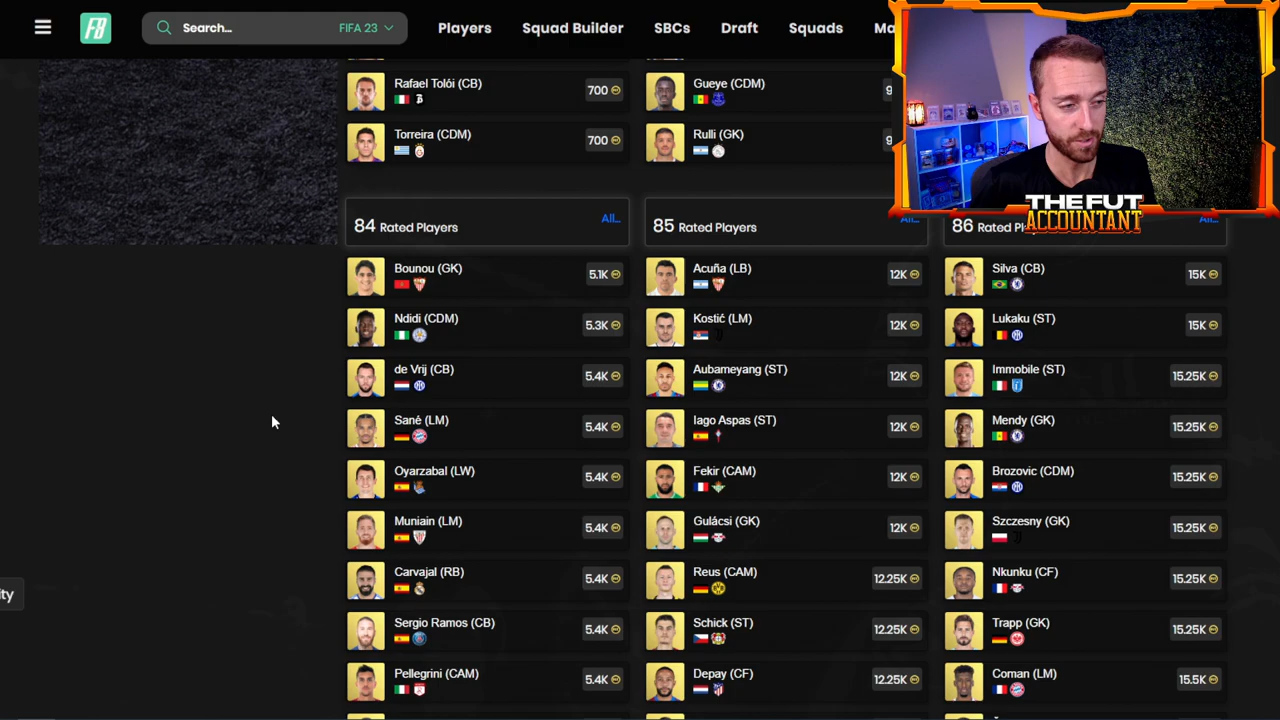 FB
Search...
FIFA 23
Players
Squad Builder
SBCs
Draft
Squads
Ma
Rafael Tolói (CB)
700
Gueye (CDM)
9
Torreira (CDM)
700
Rulli (GK)
9
THE FUT
ACCOUNTANT
84 Rated Players
All...
85 Rated Players
All...
86 Rated Pl
All...
Bounou (GK)
5.1K
Acuña (LB)
12K
Silva (CB)
15K
Ndidi (CDM)
5.3K
Kostić (LM)
12K
Lukaku (ST)
15K
de Vrij (CB)
5.4K
Aubameyang (ST)
12K
Immobile (ST)
15.25K
Sané (LM)
5.4K
Iago Aspas (ST)
12K
Mendy (GK)
15.25K
Oyarzabal (LW)
5.4K
Fekir (CAM)
12K
Brozovic (CDM)
15.25K
Muniain (LM)
5.4K
Gulácsi (GK)
12K
Szczesny (GK)
15.25K
Carvajal (RB)
5.4K
Reus (CAM)
12.25K
Nkunku (CF)
15.25K
ty
Sergio Ramos (CB)
5.4K
Schick (ST)
12.25K
Trapp (GK)
15.25K
Pellegrini (CAM)
5.4K
Depay (CF)
12.25K
Coman (LM)
15.5K